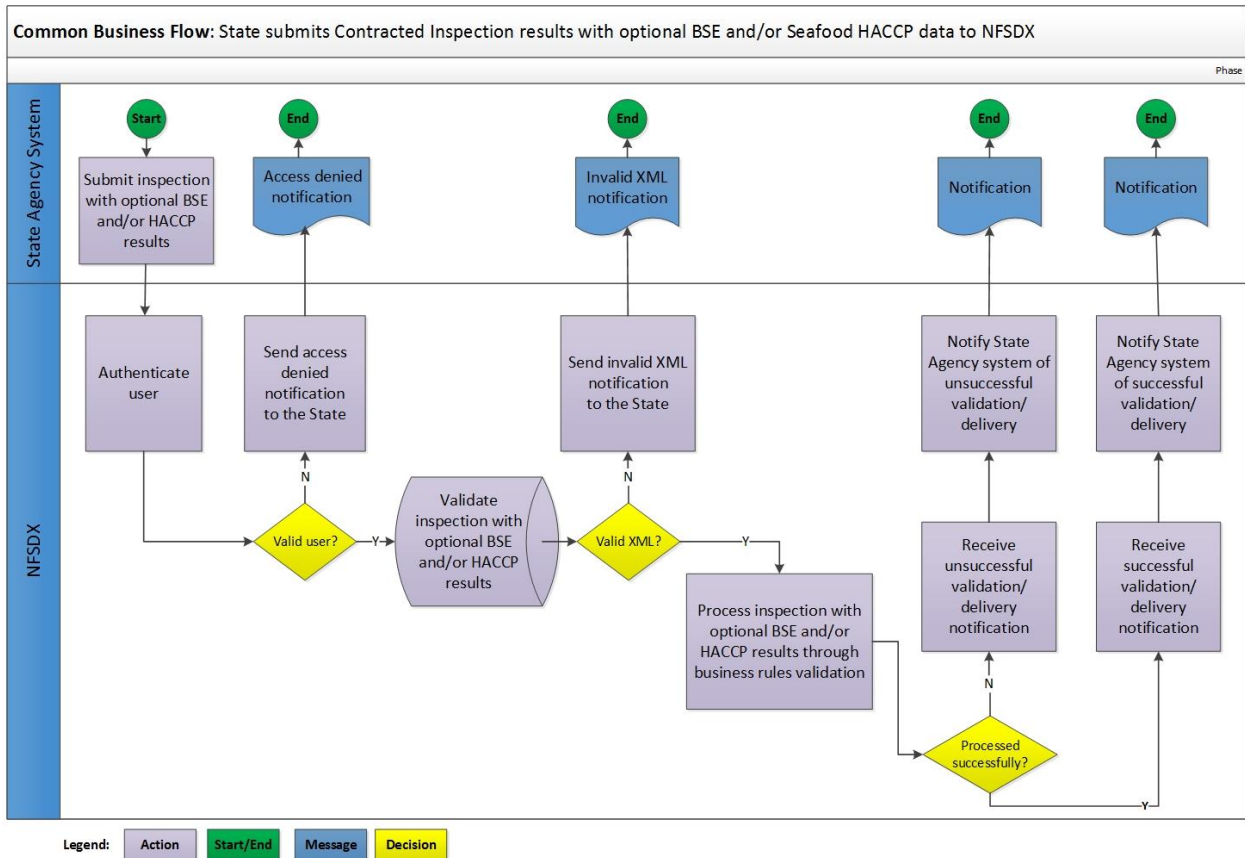 Common Business Flow: State submits Contracted Inspection results with optional BSE and/or Seafood HACCP data to NFSDX
Phase
State Agency System
Start
End
End
End
End
Submit inspection
with optional BSE
and/or HACCP
results
Access denied
notification
Invalid XML
notification
Notification
Notification
NFSDX
Authenticate
user
Send access
denied
notification
to the State
Send invalid XML
notification
to the State
Notify State
Agency system of
unsuccessful
validation/
delivery
Notify State
Agency system
of successful
validation/
delivery
N
N
Valid user?
Y
Validate
inspection with
optional BSE
and/or HACCP
results
Valid XML?
Y
Process inspection with
optional BSE and/or
HACCP results through
business rules validation
Receive
unsuccessful
validation/
delivery
notification
Receive
successful
validation/
delivery
notification
N
Processed
successfully?
Y
Legend:
Action
Start/End
Message
Decision